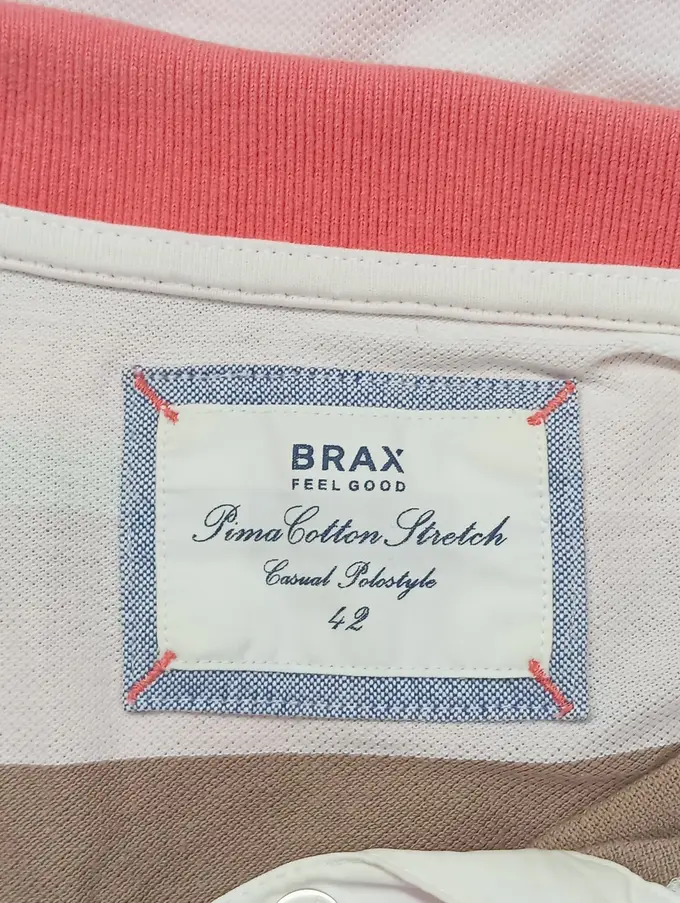 BRAX
FEEL GOOD
Pima Cotton Stretch
Casual Polostyle
42